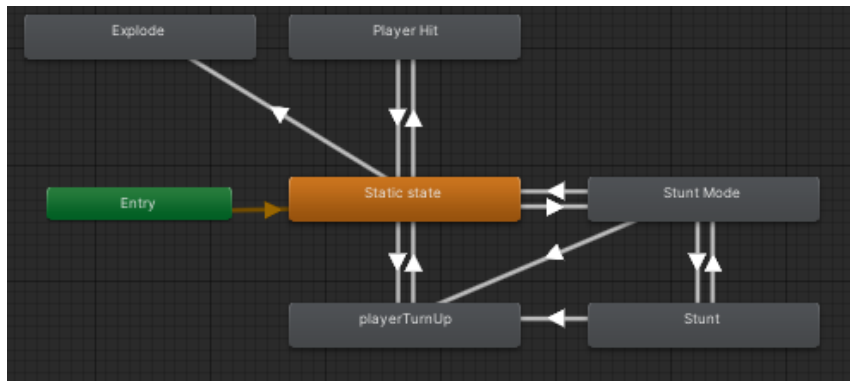 Explode
Player Hit
Entry
Static state
Stunt Mode
playerTurnUp
Stunt